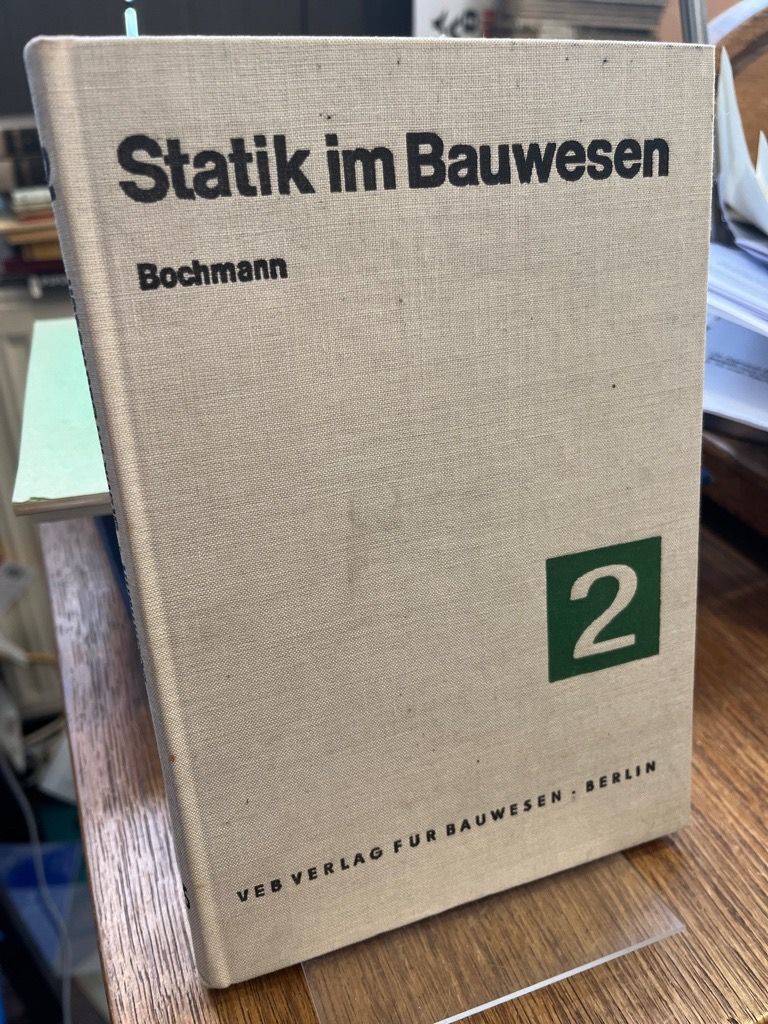 Statik im Bauwesen
Bochmann
2
VEB VERLAG FÜR BAUWESEN · BERLIN